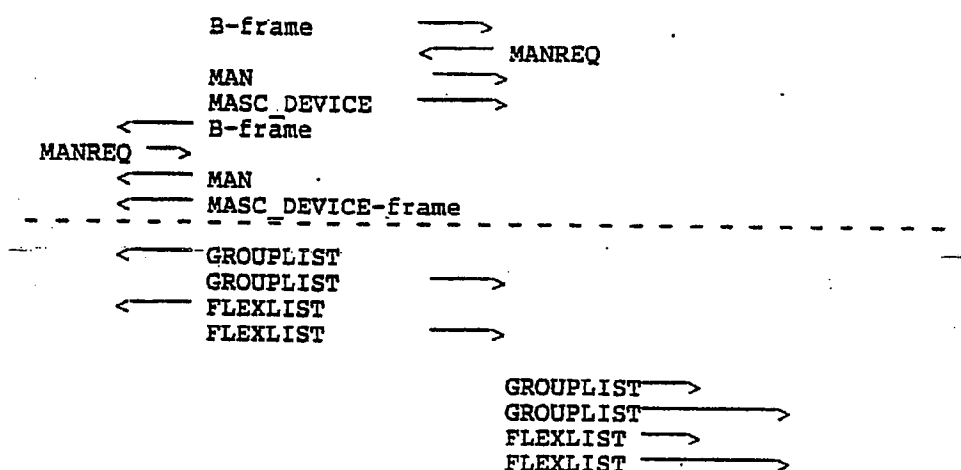 B-frame
MANREQ
MAN
MASC_DEVICE
B-frame
MANREQ
MAN
MASC_DEVICE-frame
GROUPLIST
GROUPLIST
FLEXLIST
FLEXLIST
GROUPLIST
GROUPLIST
FLEXLIST
FLEXLIST